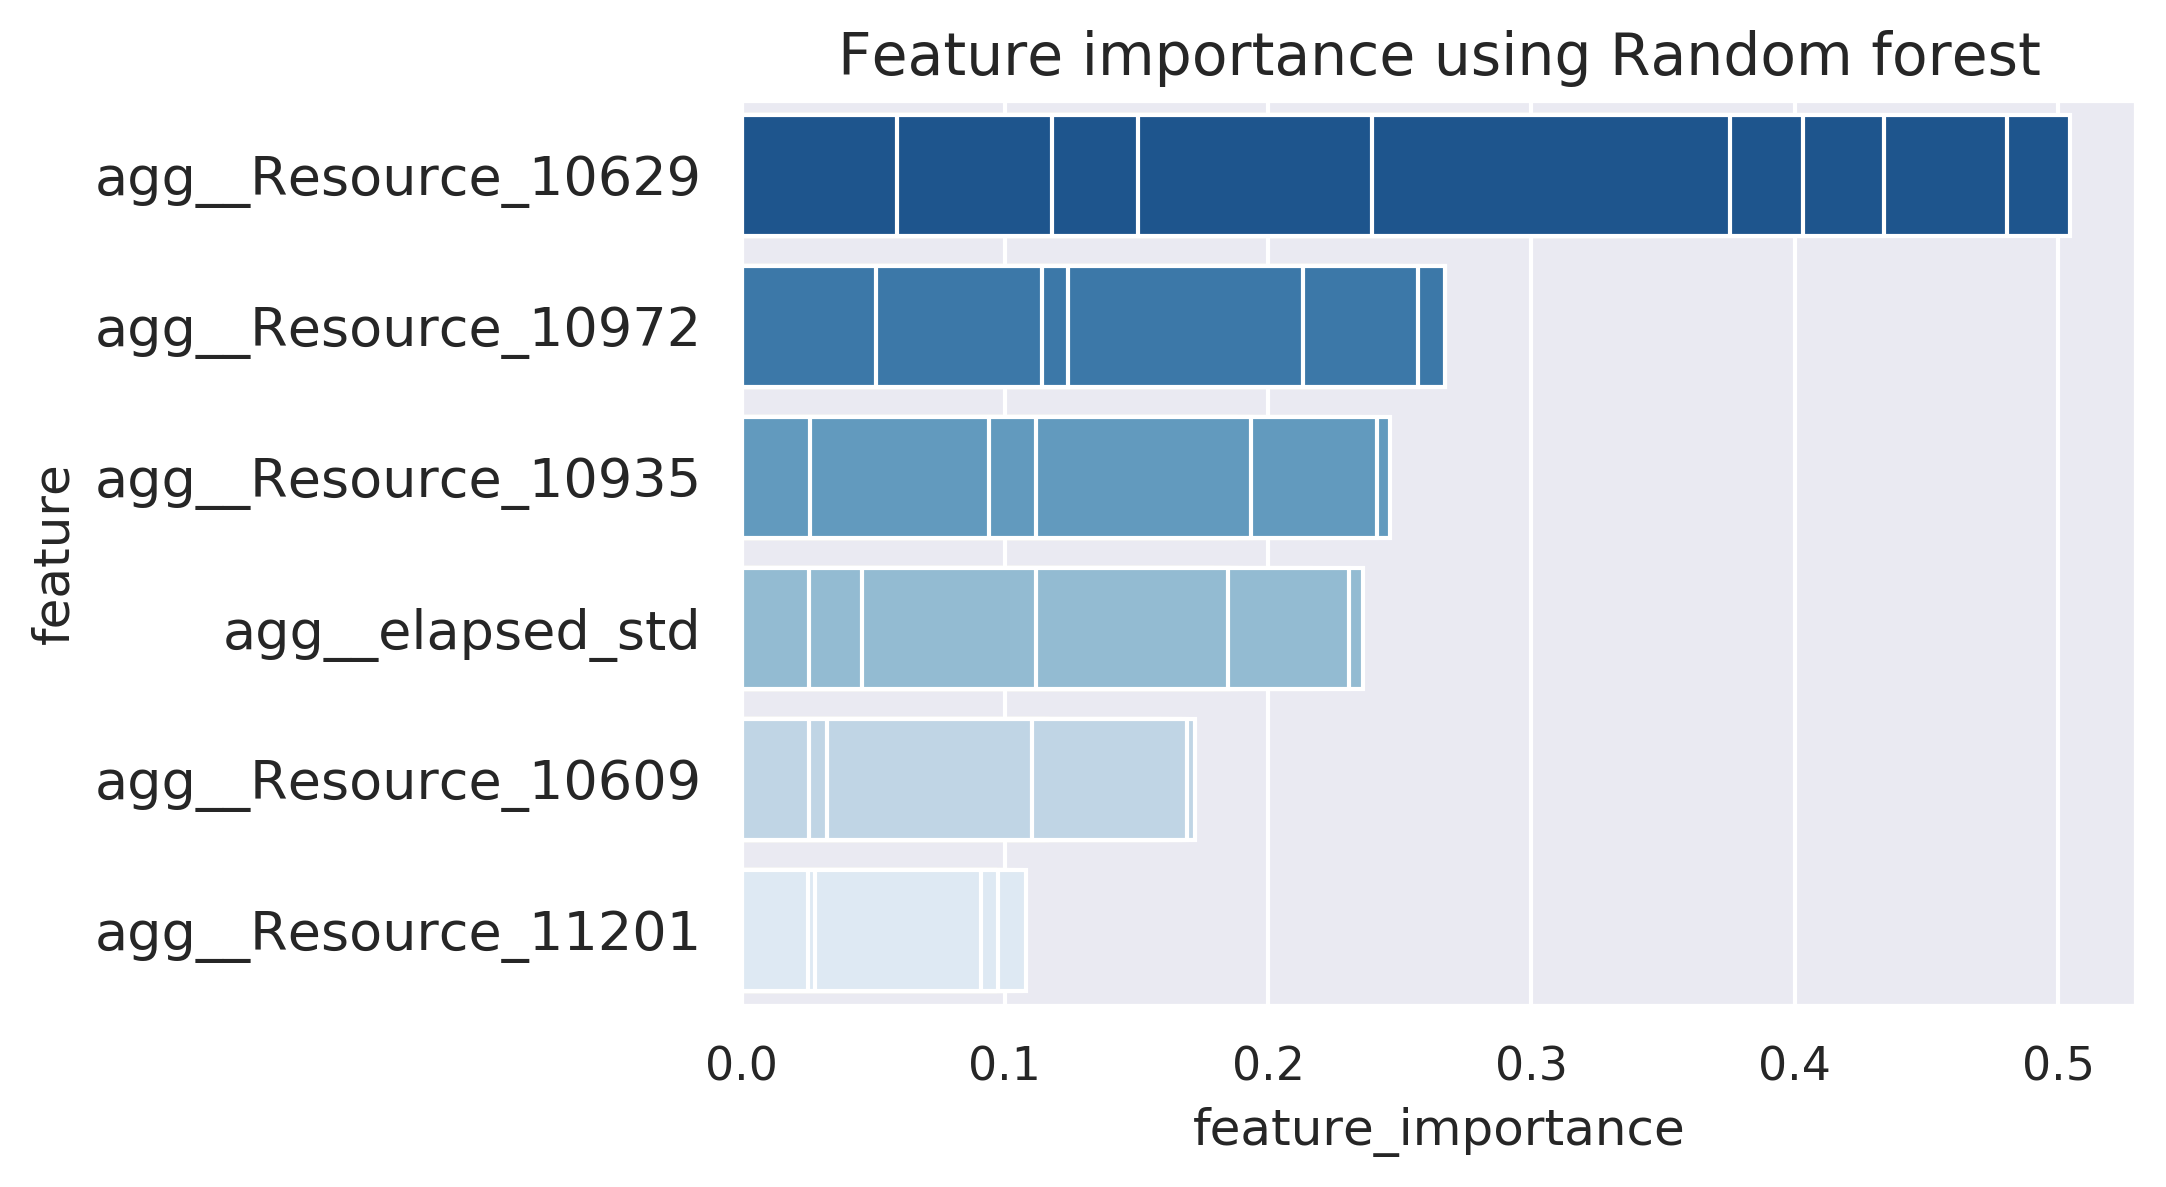 Feature importance using Random forest
feature
agg__Resource_10629
agg__Resource_10972
agg__Resource_10935
agg__elapsed_std
agg__Resource_10609
agg__Resource_11201
0.0 0.1 0.2 0.3 0.4 0.5
feature_importance